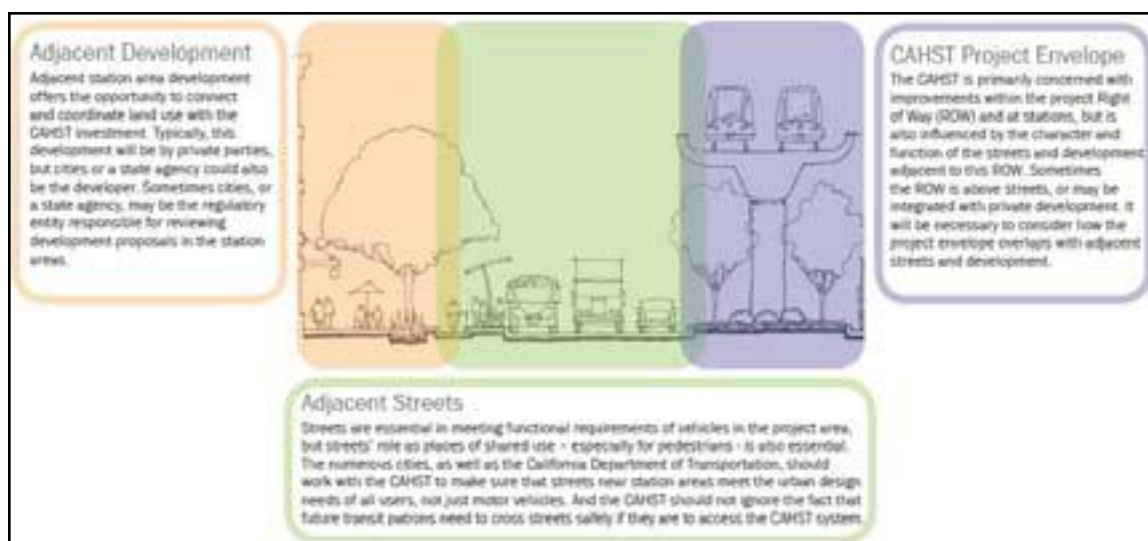 Adjacent Development
Adjacent station area development
offers the opportunity to connect
and coordinate land use with the
CAHST investment. Typically, this
development will be by private parties,
but cities or a state agency could also
be the developer. Sometimes cities, or
a state agency, may be the regulatory
entity responsible for reviewing
development proposals in the station
areas.
CAHST Project Envelope
The CAHST is primarily concerned with
improvements within the project Right
of Way (ROW) and at stations, but is
also influenced by the character and
function of the streets and development
adjacent to this ROW. Sometimes
the ROW is above streets, or may be
integrated with private development. It
will be necessary to consider how the
project envelope overlaps with adjacent
streets and development.
Adjacent Streets
Streets are essential in meeting functional requirements of vehicles in the project area,
but streets' role as places of shared use - especially for pedestrians - is also essential.
The numerous cities, as well as the California Department of Transportation, should
work with the CAHST to make sure that streets near station areas meet the urban design
needs of all users, not just motor vehicles. And the CAHST should not ignore the fact that
future transit patrons need to cross streets safely if they are to access the CAHST system.